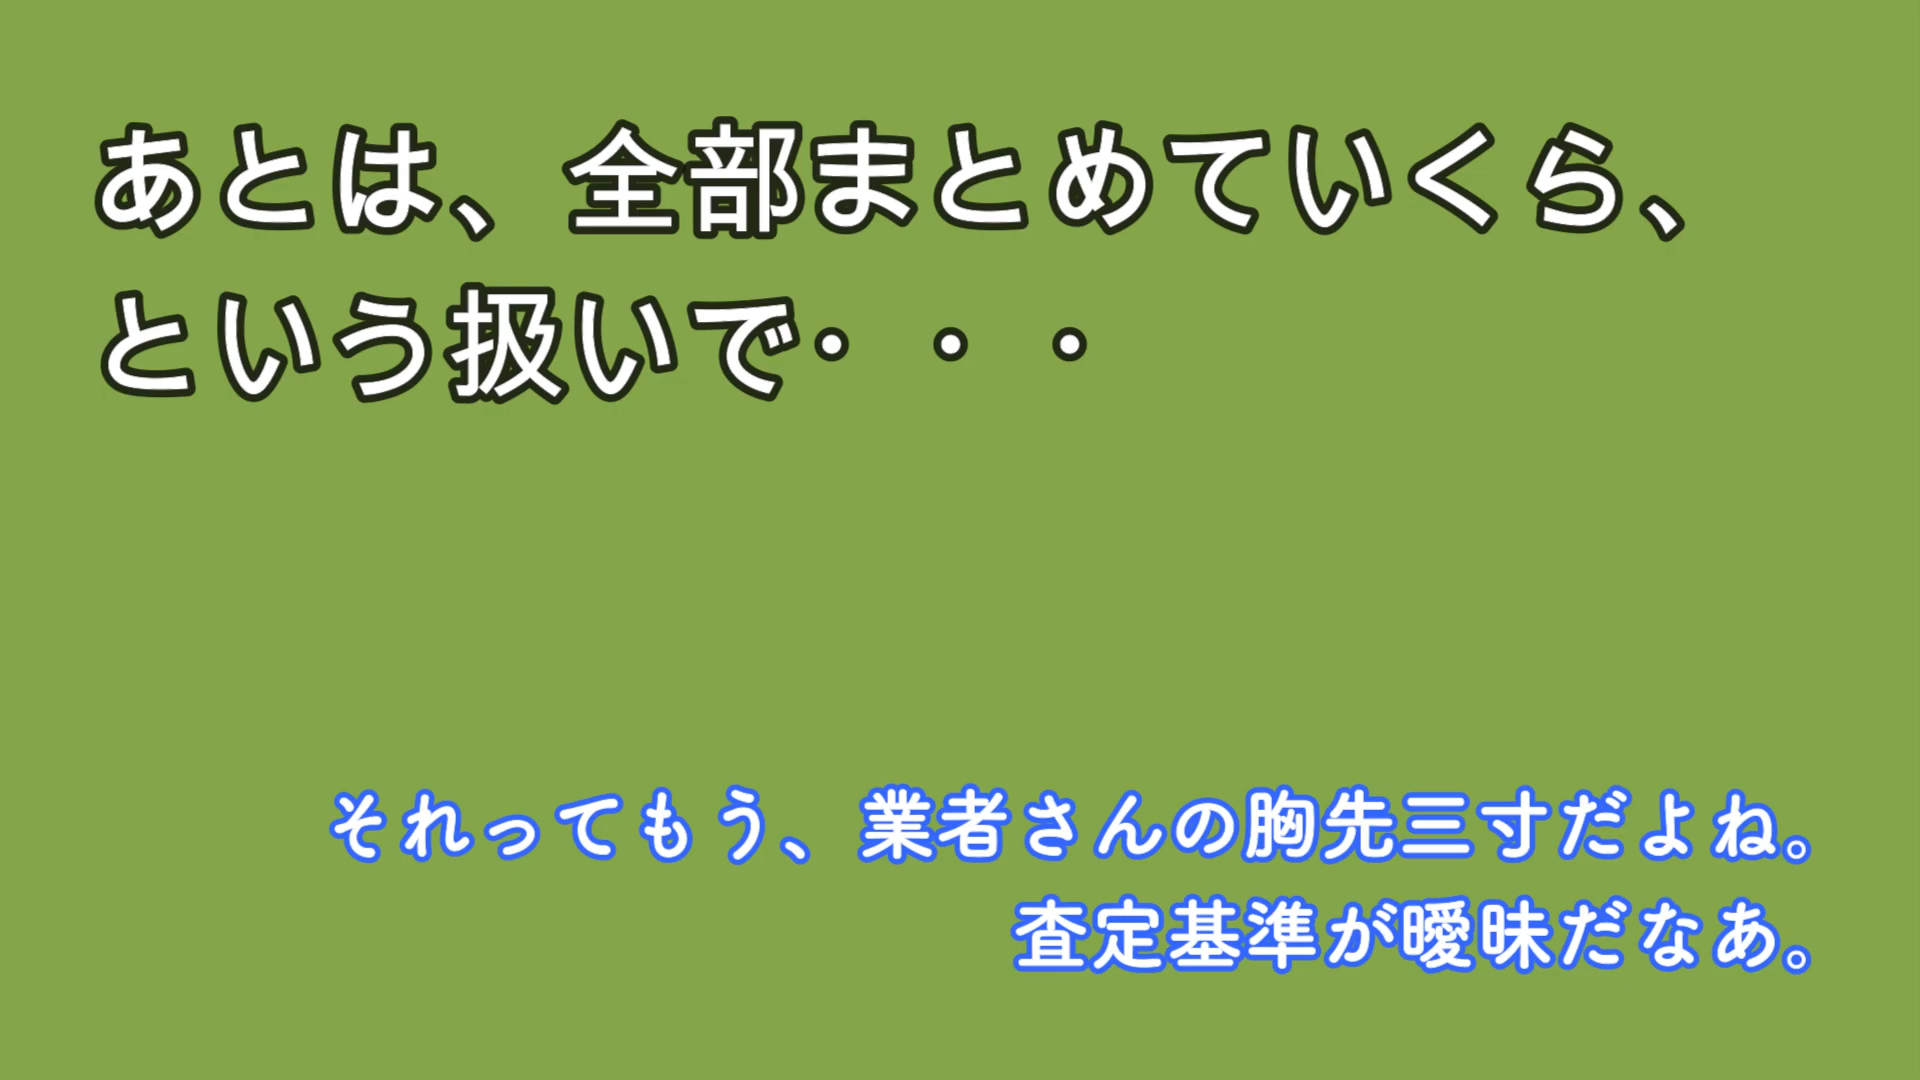 あとは、全部まとめていくら、
という扱いで・・・
それってもう、業者さんの胸先三寸だよね。
査定基準が曖昧だなあ。